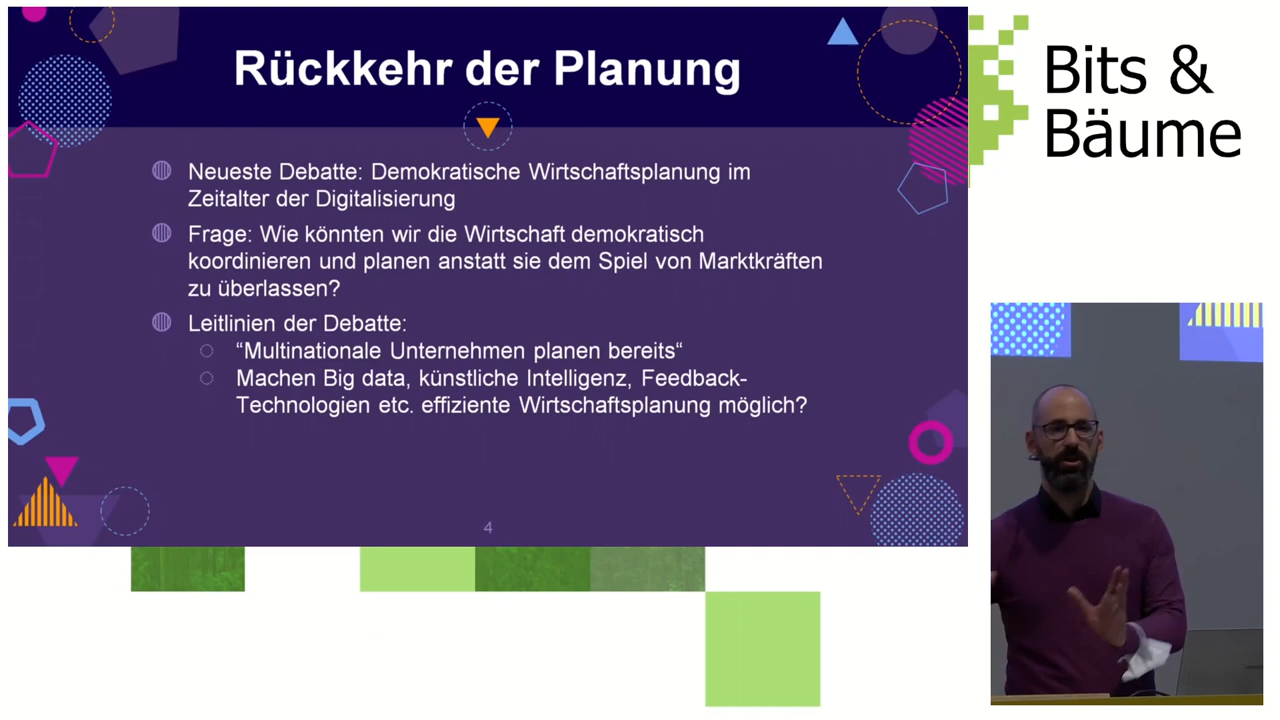 Rückkehr der Planung
Neueste Debatte: Demokratische Wirtschaftsplanung im
Zeitalter der Digitalisierung
Frage: Wie könnten wir die Wirtschaft demokratisch
koordinieren und planen anstatt sie dem Spiel von Marktkräften
zu überlassen?
Leitlinien der Debatte:
“Multinationale Unternehmen planen bereits“
Machen Big data, künstliche Intelligenz, Feedback-
Technologien etc. effiziente Wirtschaftsplanung möglich?
4
Bits &
Bäume